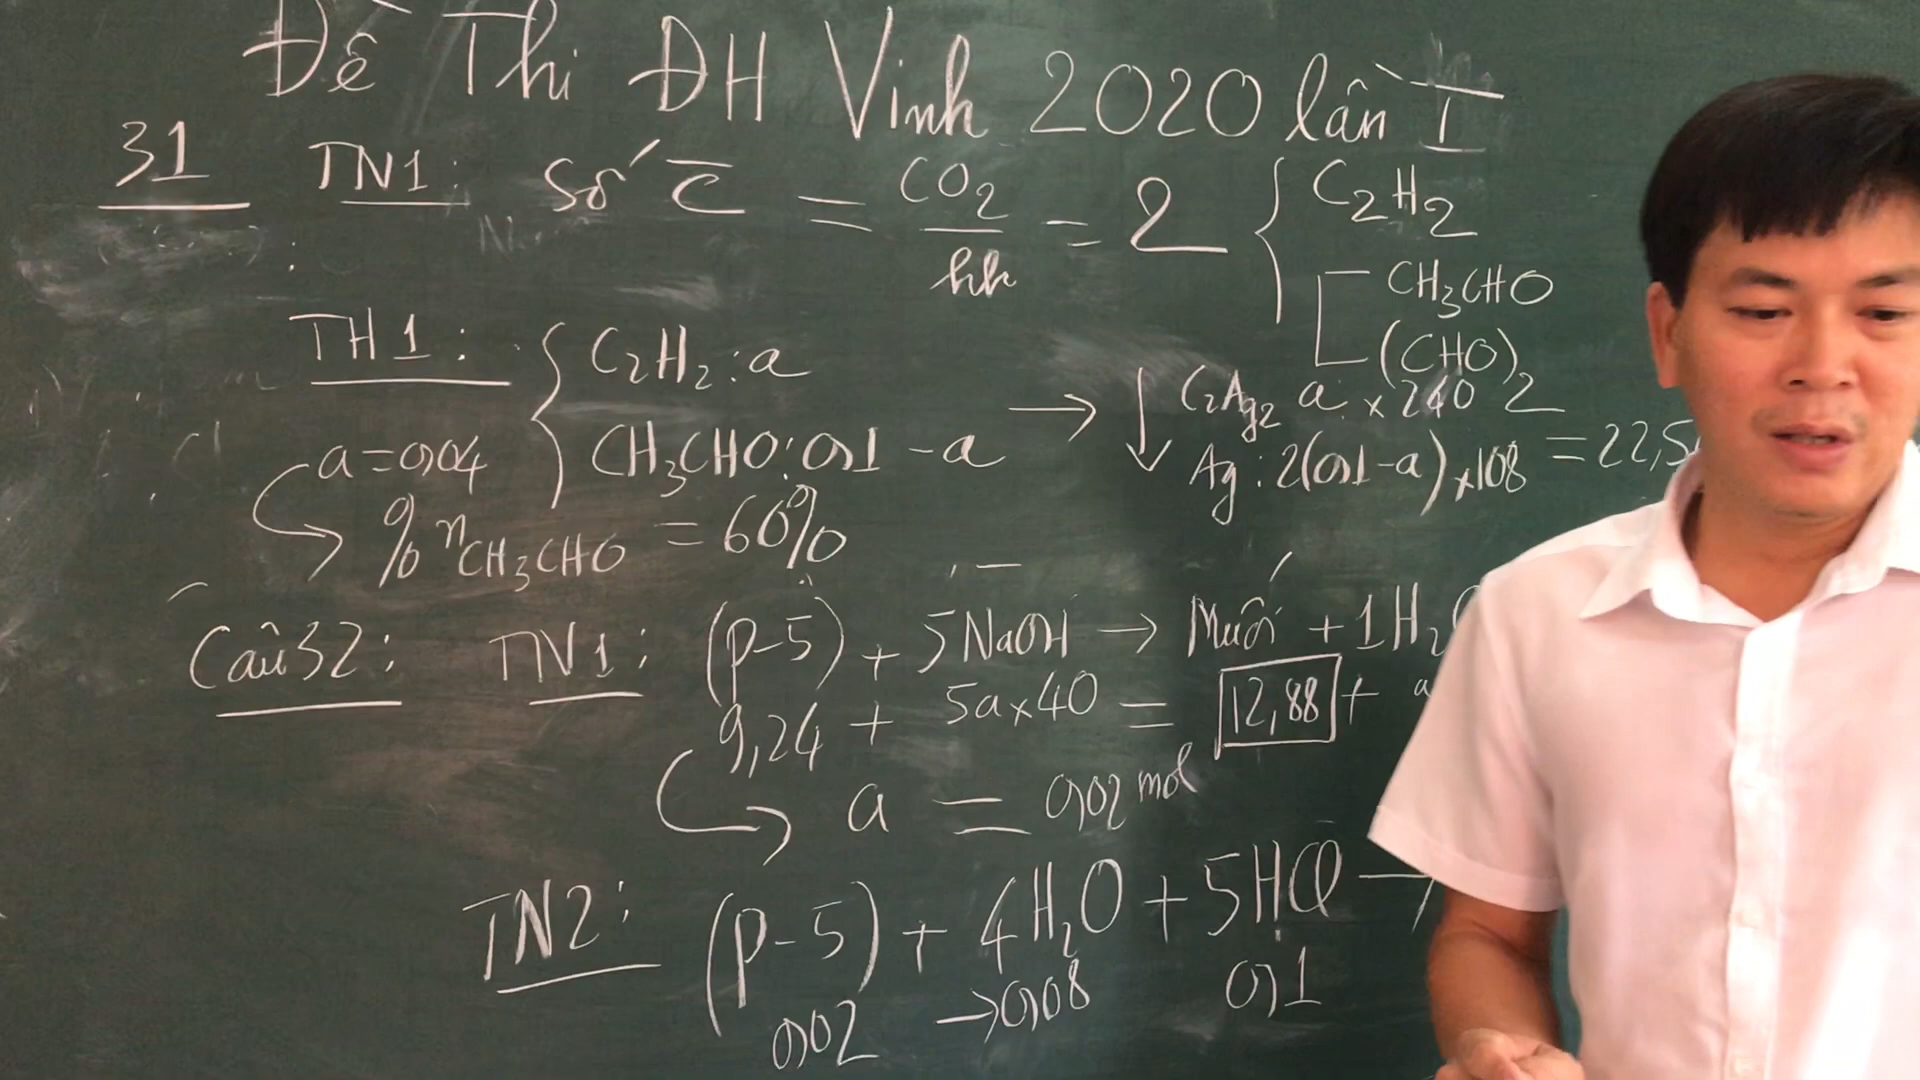 Đề Thi ĐH Vinh 2020 lần I
31 TN1: Số C̅ = CO2 / hh = 2 { C2H2
[ CH3CHO
(CHO)2
TH1: { C2H2: a
CH3CHO: 0,1 - a
→ ↓ C2Ag2 a × 240
Ag: 2(0,1-a) × 108 = 22,5
a = 0,04
% nCH3CHO = 60%
Câu 32: TN1: (P-5) + 5NaOH → Muối + 1H2O
9,24 + 5a × 40 = 12,88 + a
a = 0,02 mol
TN2: (P-5) + 4H2O + 5HCl →
0,02 → 0,08 0,1